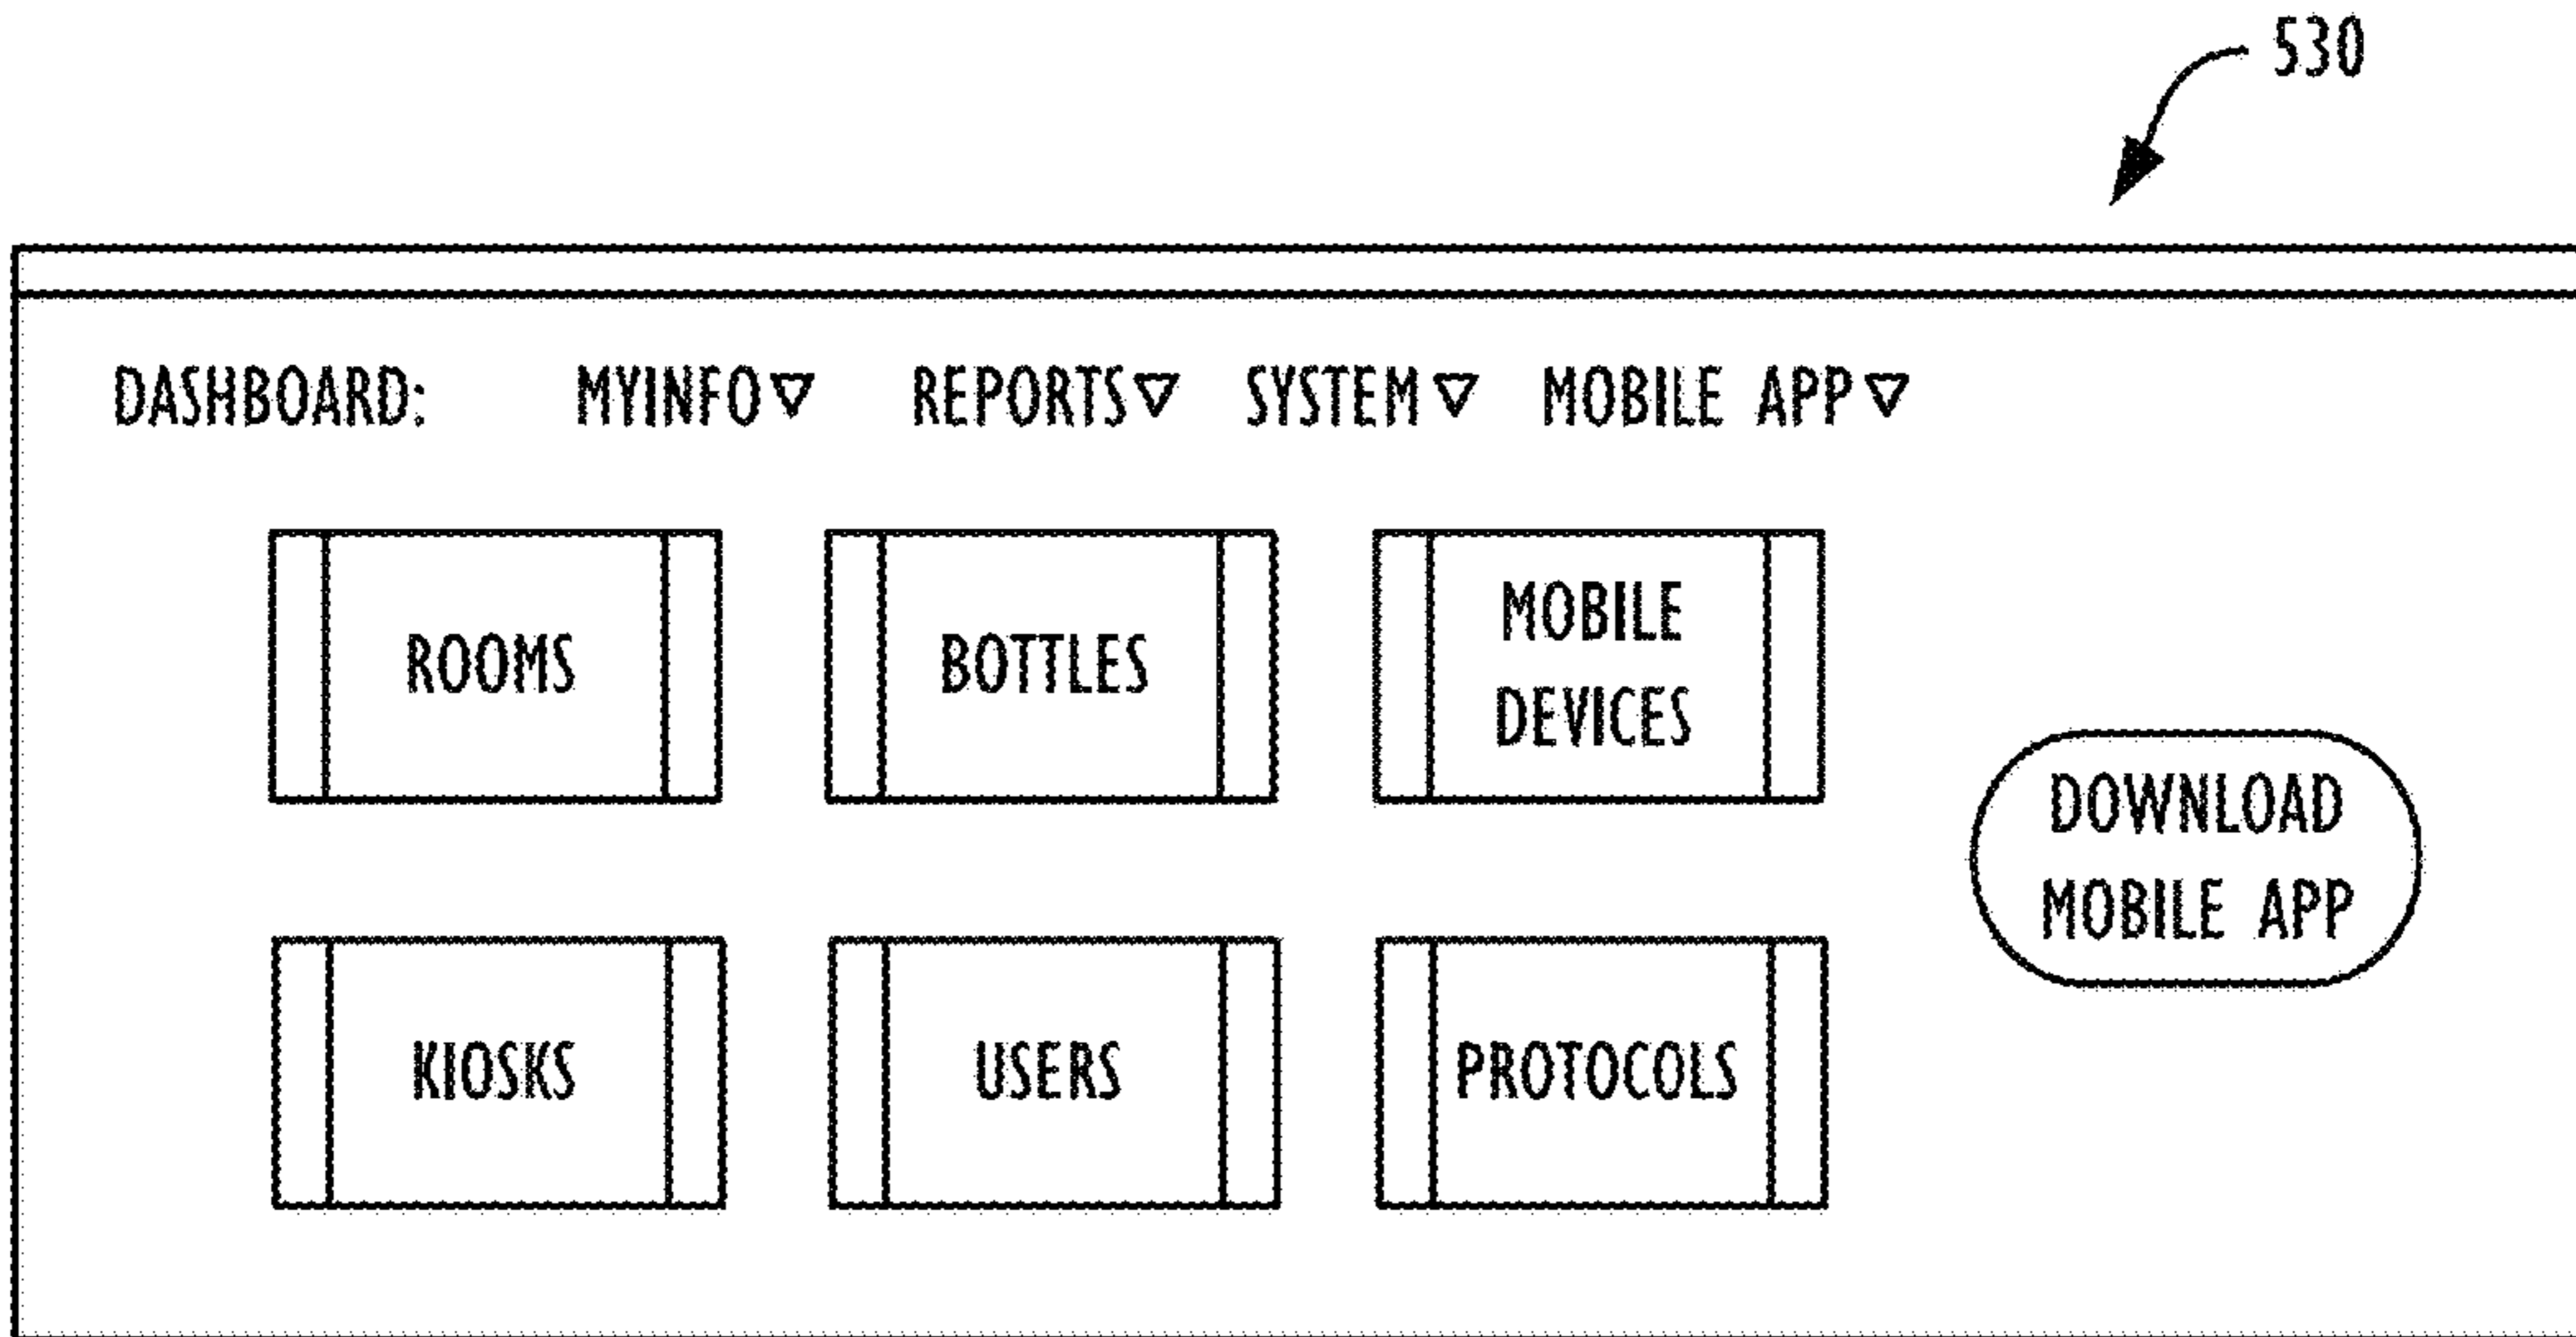 530
DASHBOARD: MYINFO▽ REPORTS▽ SYSTEM▽ MOBILE APP▽
ROOMS
BOTTLES
MOBILE
DEVICES
DOWNLOAD
MOBILE APP
KIOSKS
USERS
PROTOCOLS